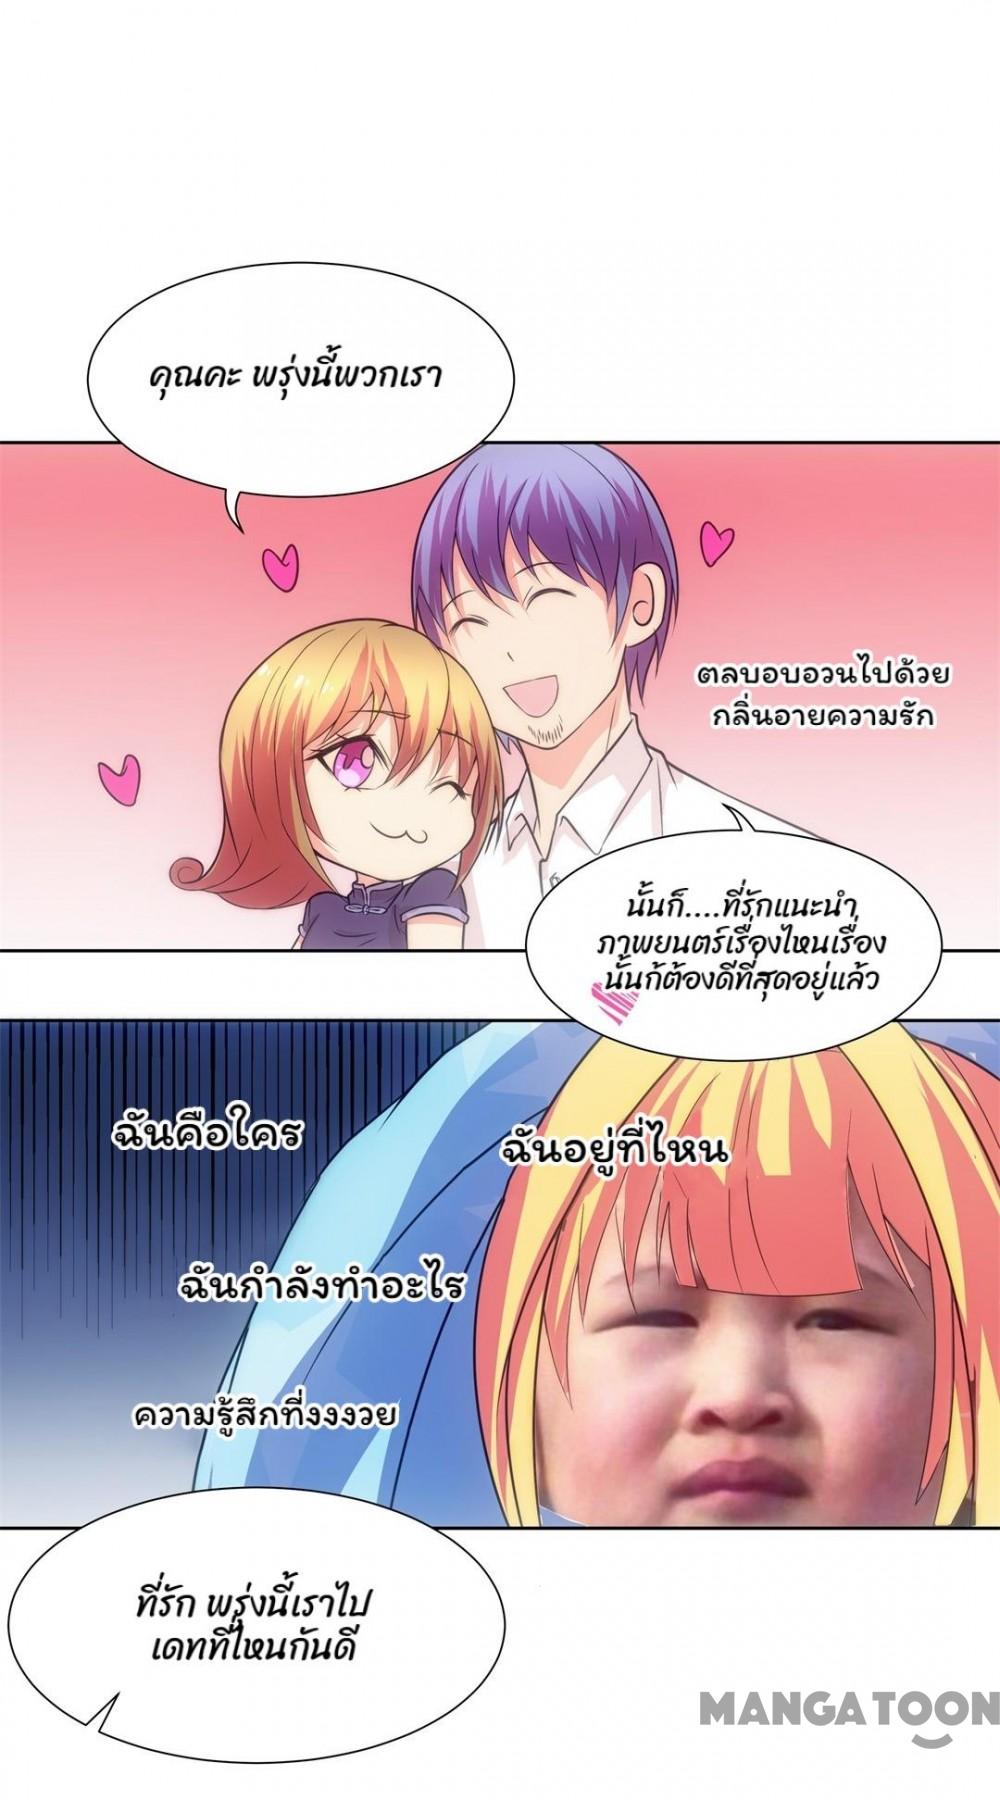 คุณคะ พรุ่งนี้พวกเรา
ตลบอบอวนไปด้วย
กลิ่นอายความรัก
นั้นก็....ที่รักแนะนำ
ภาพยนตร์เรื่องไหนเรื่อง
นั้นก้ต้องดีที่สุดอยู่แล้ว
ฉันคือใคร
ฉันอยู่ที่ไหน
ฉันกำลังทำอะไร
ความรู้สึกที่งงงวย
ที่รัก พรุ่งนี้เราไป
เดทที่ไหนกันดี
MANGATOON